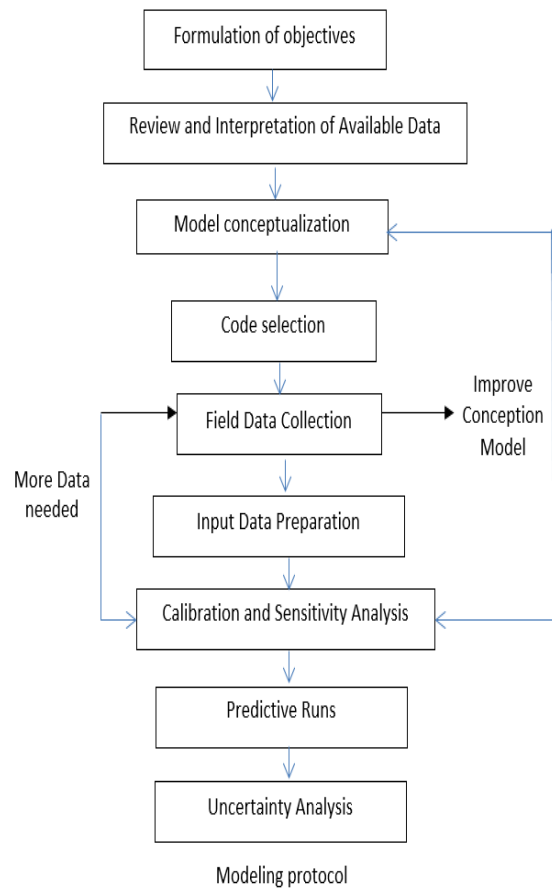 Formulation of objectives
Review and Interpretation of Available Data
Model conceptualization
Code selection
Field Data Collection
Improve
Conception
Model
More Data
needed
Input Data Preparation
Calibration and Sensitivity Analysis
Predictive Runs
Uncertainty Analysis
Modeling protocol